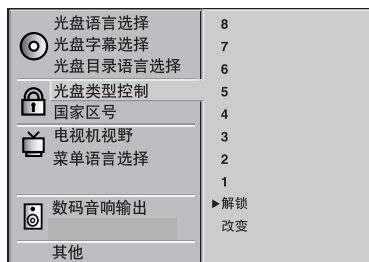 光盘语言选择
光盘字幕选择
光盘目录语言选择
光盘类型控制
国家区号
电视机视野
菜单语言选择
数码音响输出
其他
8
7
6
5
4
3
2
1
▶解锁
改变